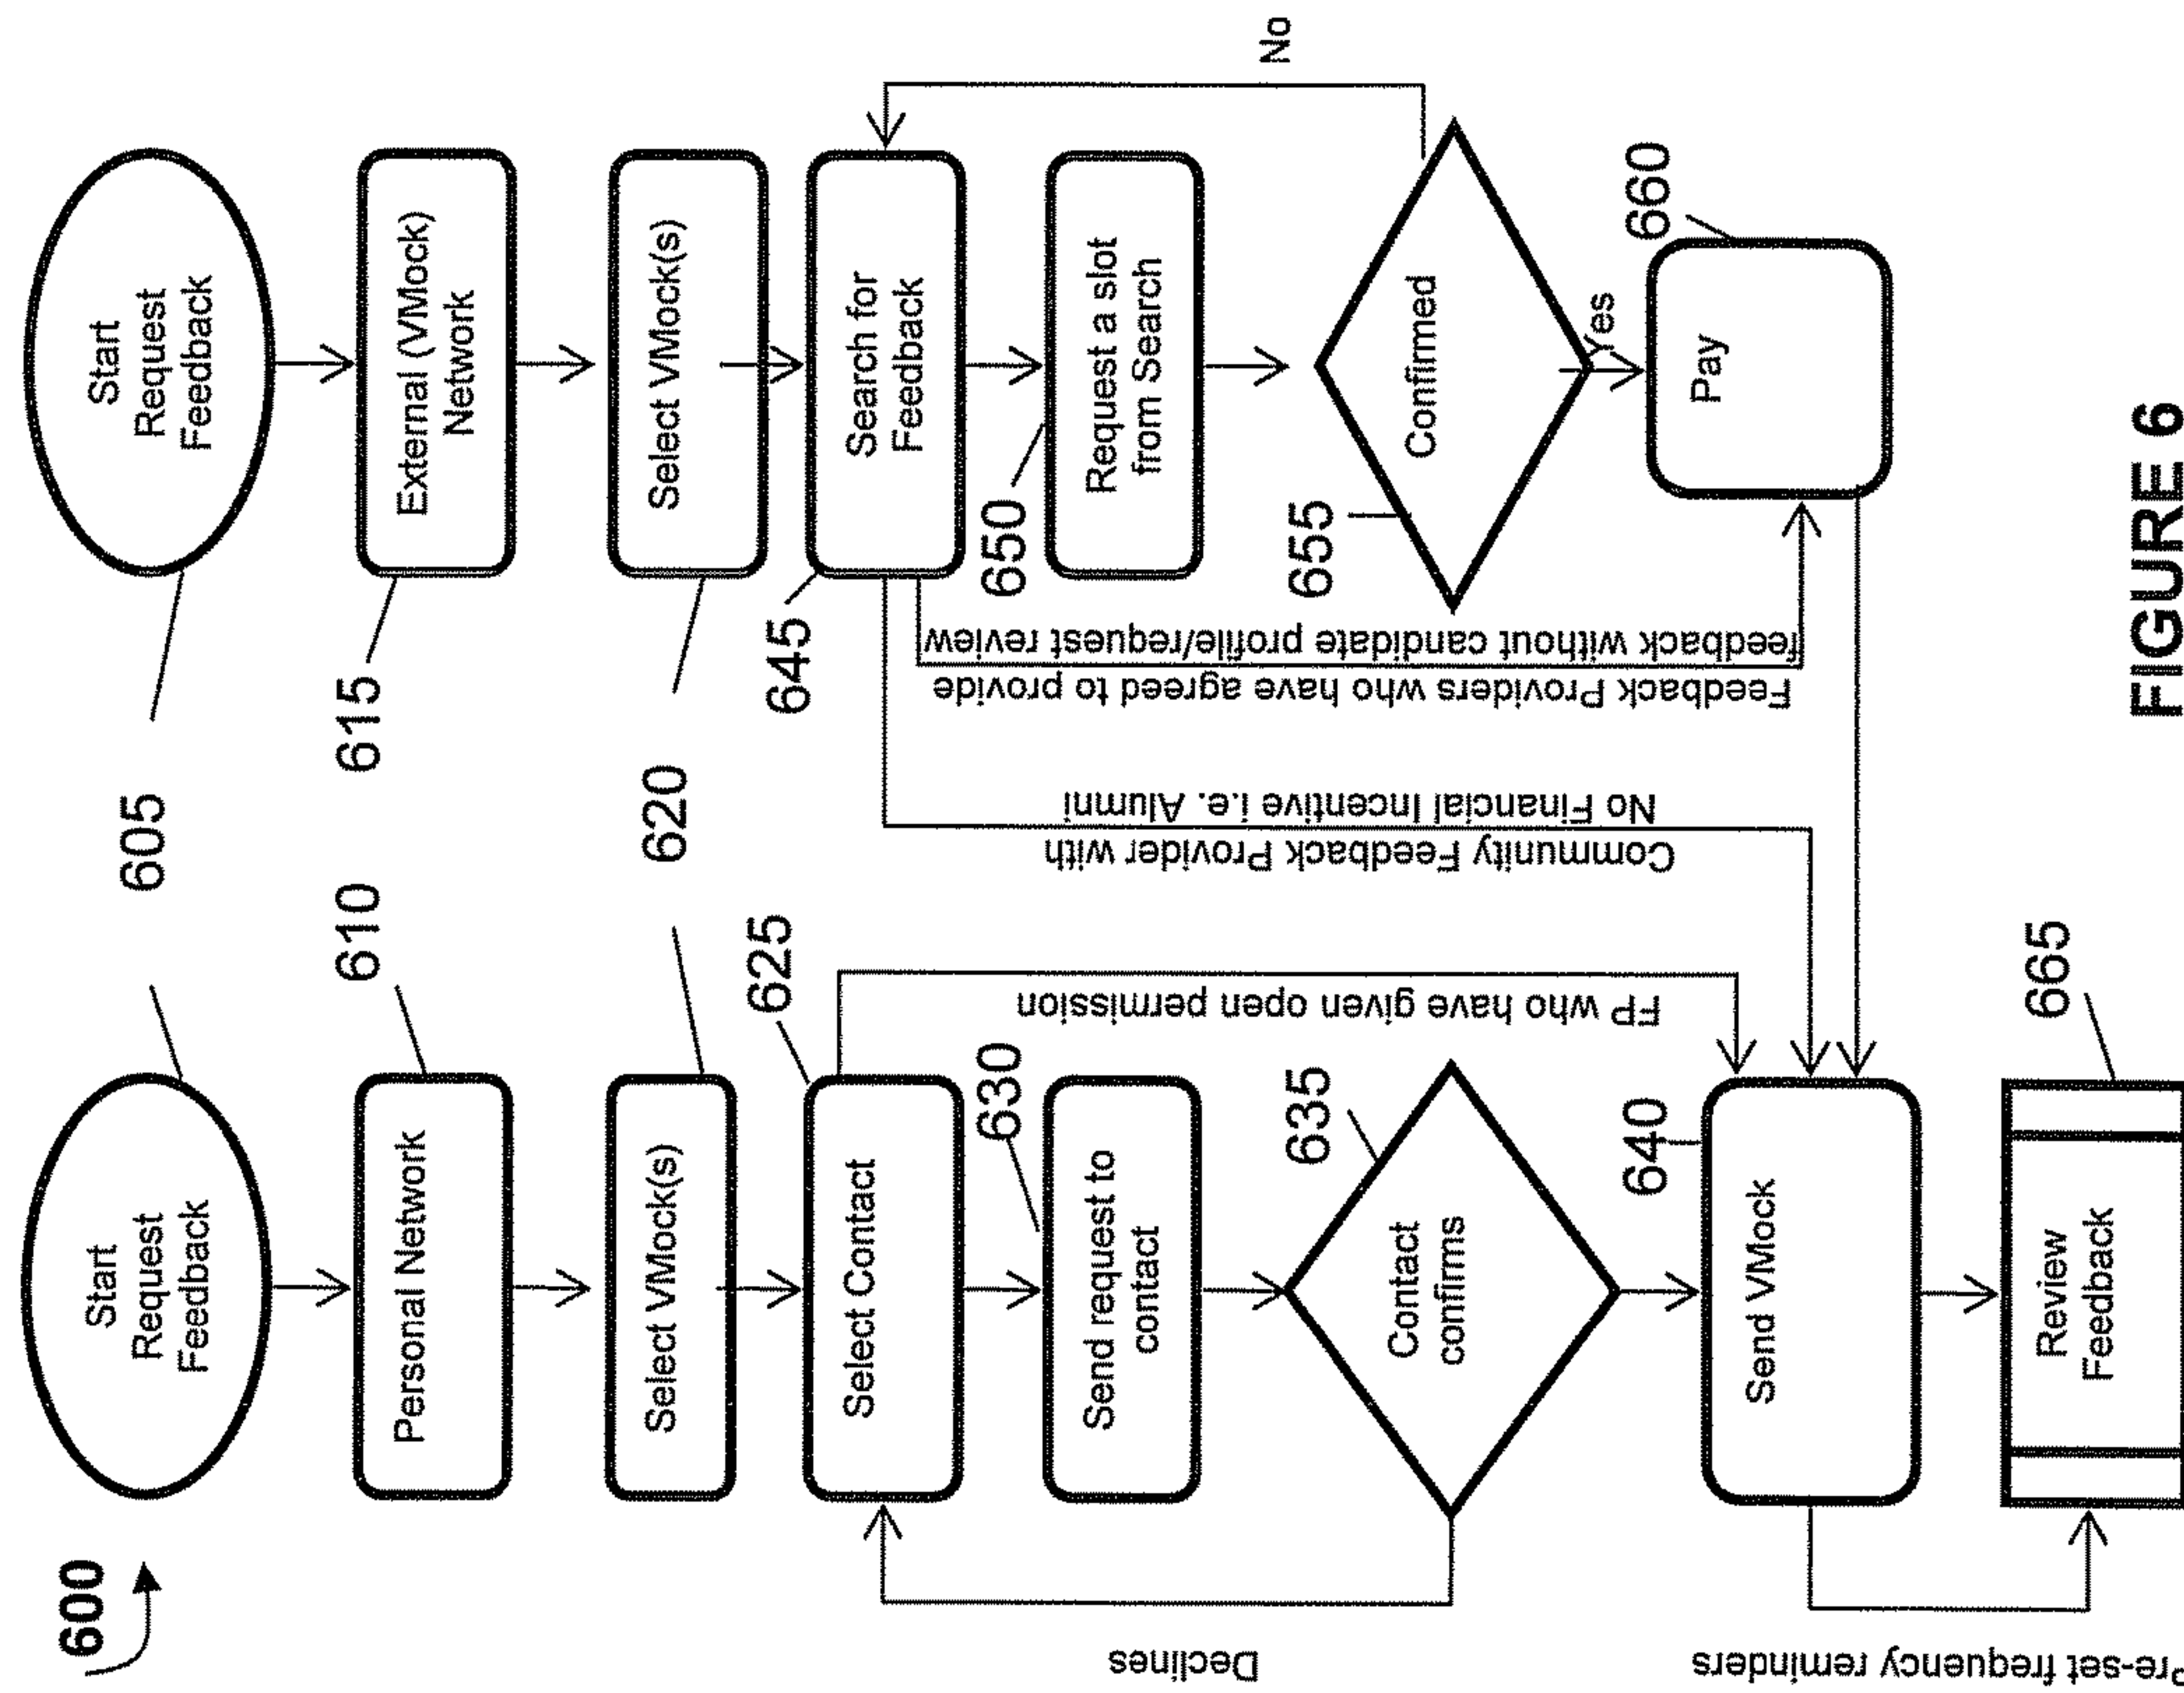 600
605
Start
Request
Feedback
Start
Request
Feedback
610
615
Personal Network
External (VMock)
Network
620
Select VMock(s)
Select VMock(s)
625
645
Select Contact
Search for
Feedback
630
650
Send request to
contact
Request a slot
from Search
Declines
635
Contact
confirms
FP who have given open permission
Community Feedback Provider with
No Financial Incentive i.e. Alumni
Feedback Providers who have agreed to provide
feedback without candidate profile/request review
655
Confirmed
No
Yes
640
Send VMock
660
Pay
Pre-set frequency reminders
665
Review
Feedback
FIGURE 6